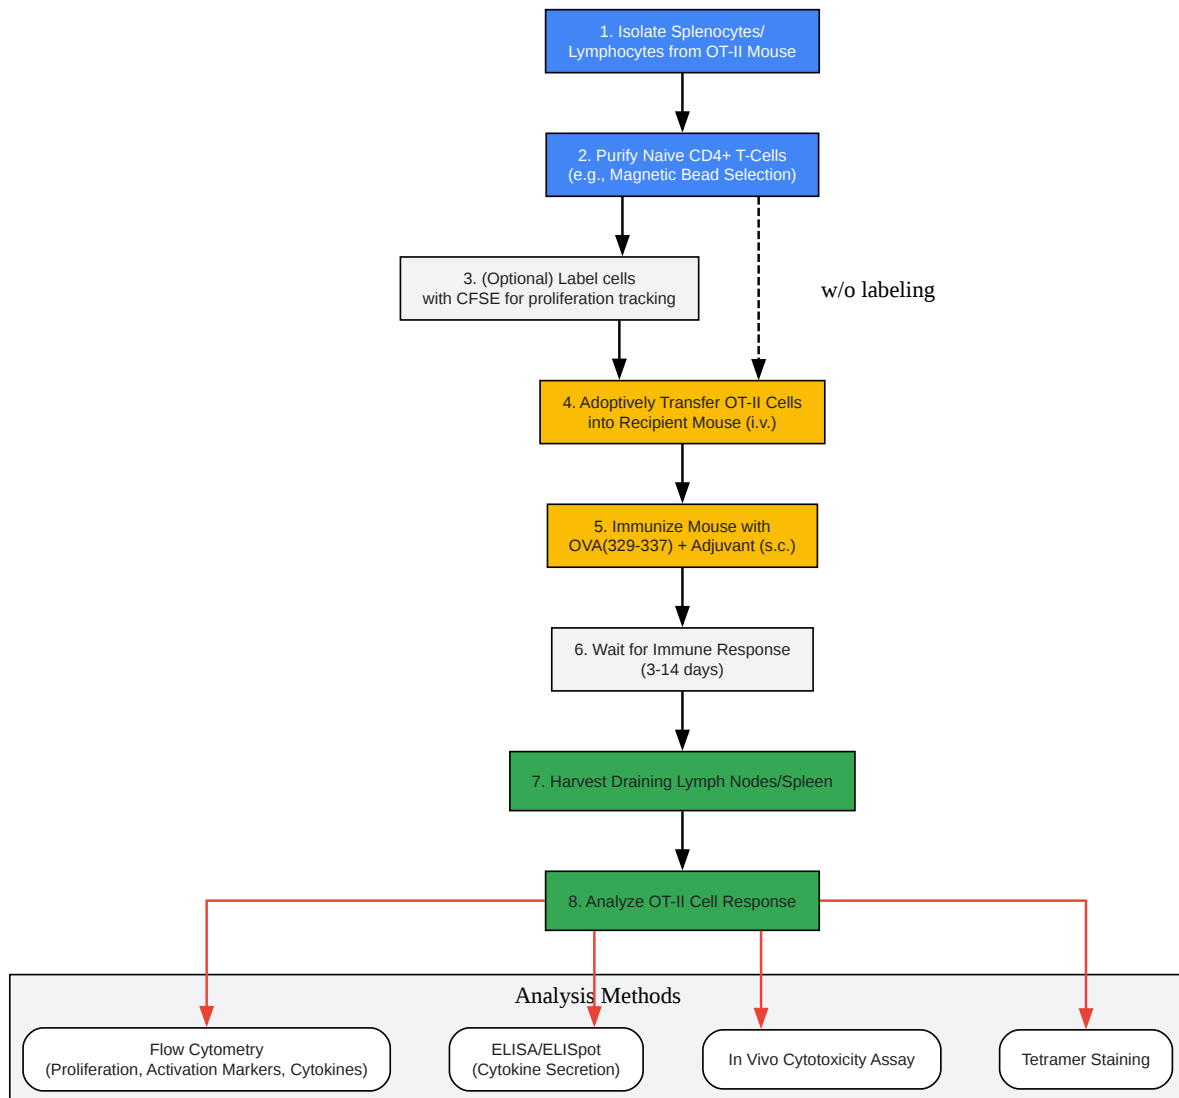 1. Isolate Splenocytes/
Lymphocytes from OT-II Mouse
2. Purify Naive CD4+ T-Cells
(e.g., Magnetic Bead Selection)
3. (Optional) Label cells
with CFSE for proliferation tracking
w/o labeling
4. Adoptively Transfer OT-II Cells
into Recipient Mouse (i.v.)
5. Immunize Mouse with
OVA(329-337) + Adjuvant (s.c.)
6. Wait for Immune Response
(3-14 days)
7. Harvest Draining Lymph Nodes/Spleen
8. Analyze OT-II Cell Response
Analysis Methods
Flow Cytometry
(Proliferation, Activation Markers, Cytokines)
ELISA/ELISpot
(Cytokine Secretion)
In Vivo Cytotoxicity Assay
Tetramer Staining